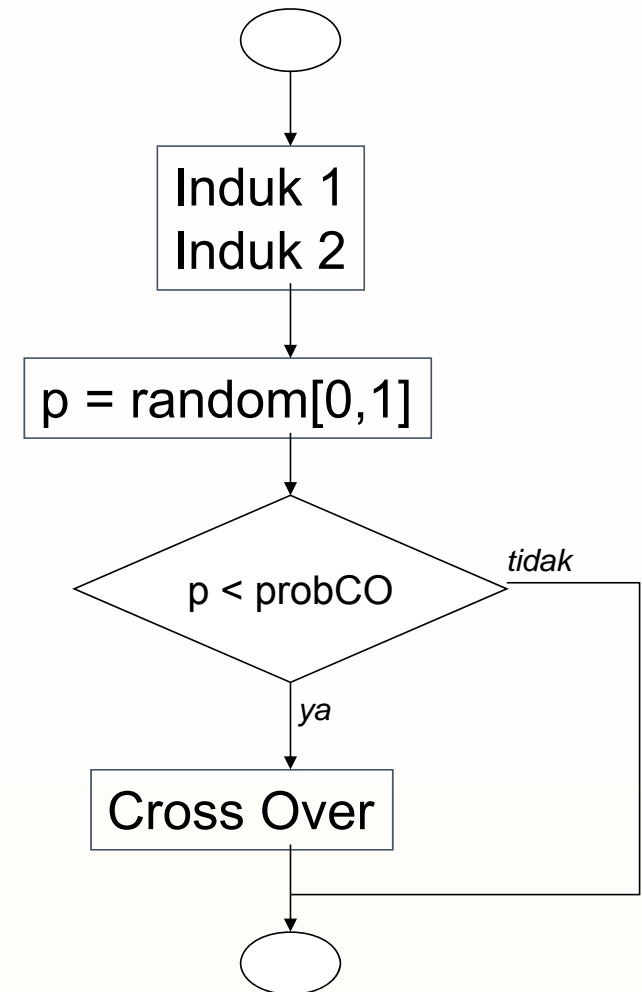 Induk 1
Induk 2
p = random[0,1]
p < probCO
tidak
ya
Cross Over